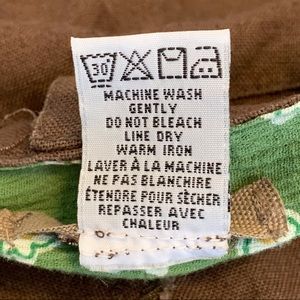 30
MACHINE WASH
GENTLY
DO NOT BLEACH
LINE DRY
WARM IRON
LAVER À LA MACHINE
NE PAS BLANCHIRE
ÉTENDRE POUR SÉCHER
REPASSER AVEC
CHALEUR